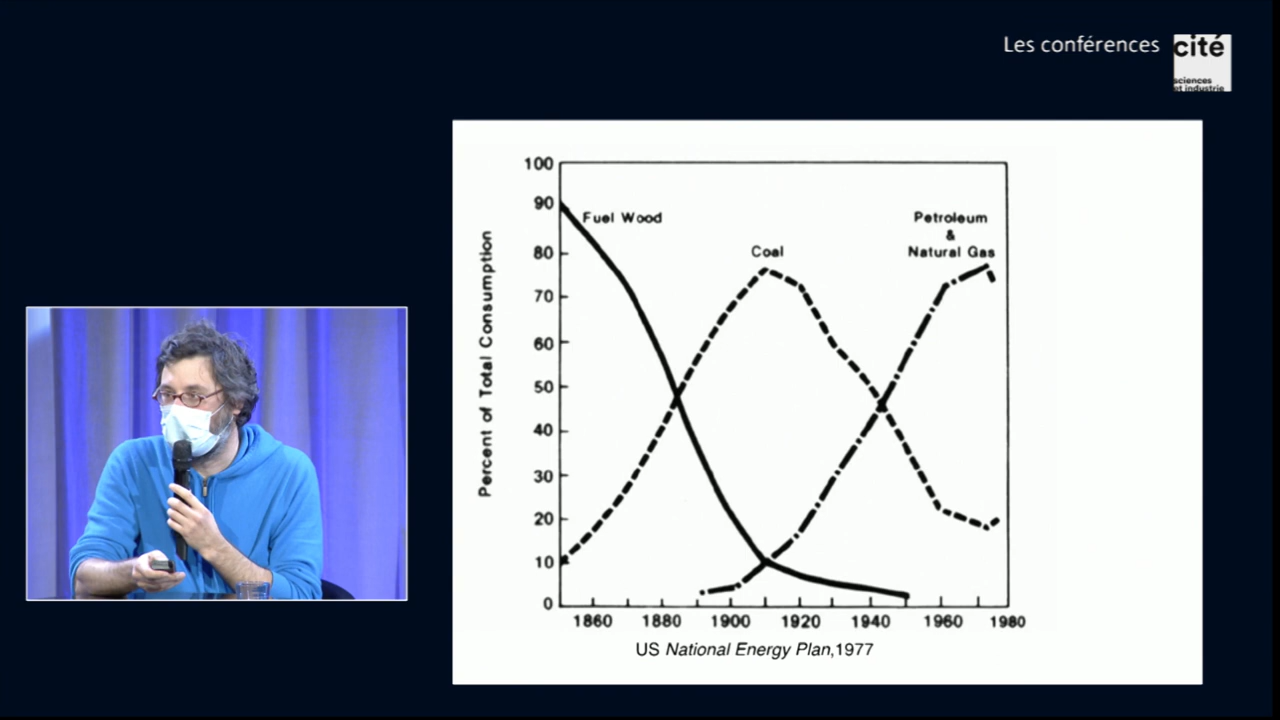 Les conférences
cité
sciences
et industrie
100
90
80
70
60
50
40
30
20
10
0
Percent of Total Consumption
Fuel Wood
Coal
Petroleum
&
Natural Gas
1860 1880 1900 1920 1940 1960 1980
US National Energy Plan,1977